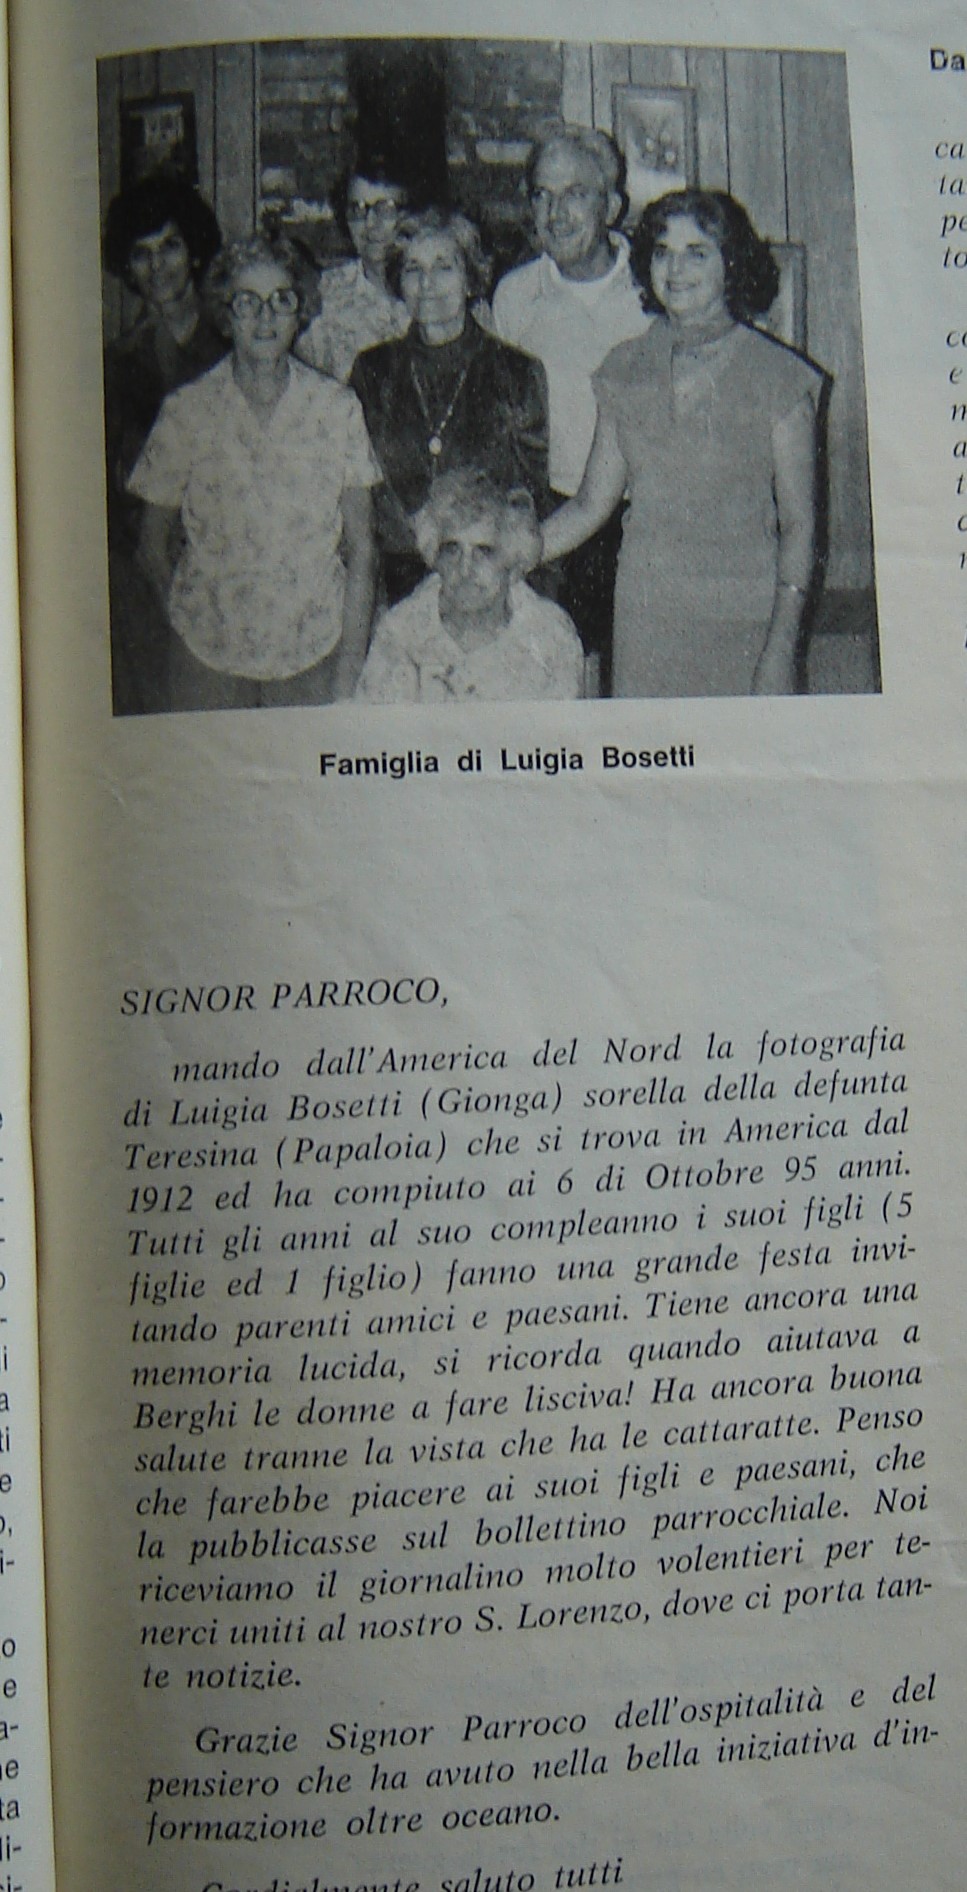 Famiglia di Luigia Bosetti
SIGNOR PARROCO,
mando dall'America del Nord la fotografia
di Luigia Bosetti (Gionga) sorella della defunta
Teresina (Papaloia) che si trova in America dal
1912 ed ha compiuto ai 6 di Ottobre 95 anni.
Tutti gli anni al suo compleanno i suoi figli (5
figlie ed 1 figlio) fanno una grande festa invi-
tando parenti amici e paesani. Tiene ancora una
memoria lucida, si ricorda quando aiutava a
Berghi le donne a fare lisciva! Ha ancora buona
salute tranne la vista che ha le cattaratte. Penso
che farebbe piacere ai suoi figli e paesani, che
la pubblicasse sul bollettino parrocchiale. Noi
riceviamo il giornalino molto volentieri per te-
nerci uniti al nostro S. Lorenzo, dove ci porta tan-
te notizie.
Grazie Signor Parroco dell'ospitalità e del
pensiero che ha avuto nella bella iniziativa d'in-
formazione oltre oceano.
Cordialmente saluto tutti